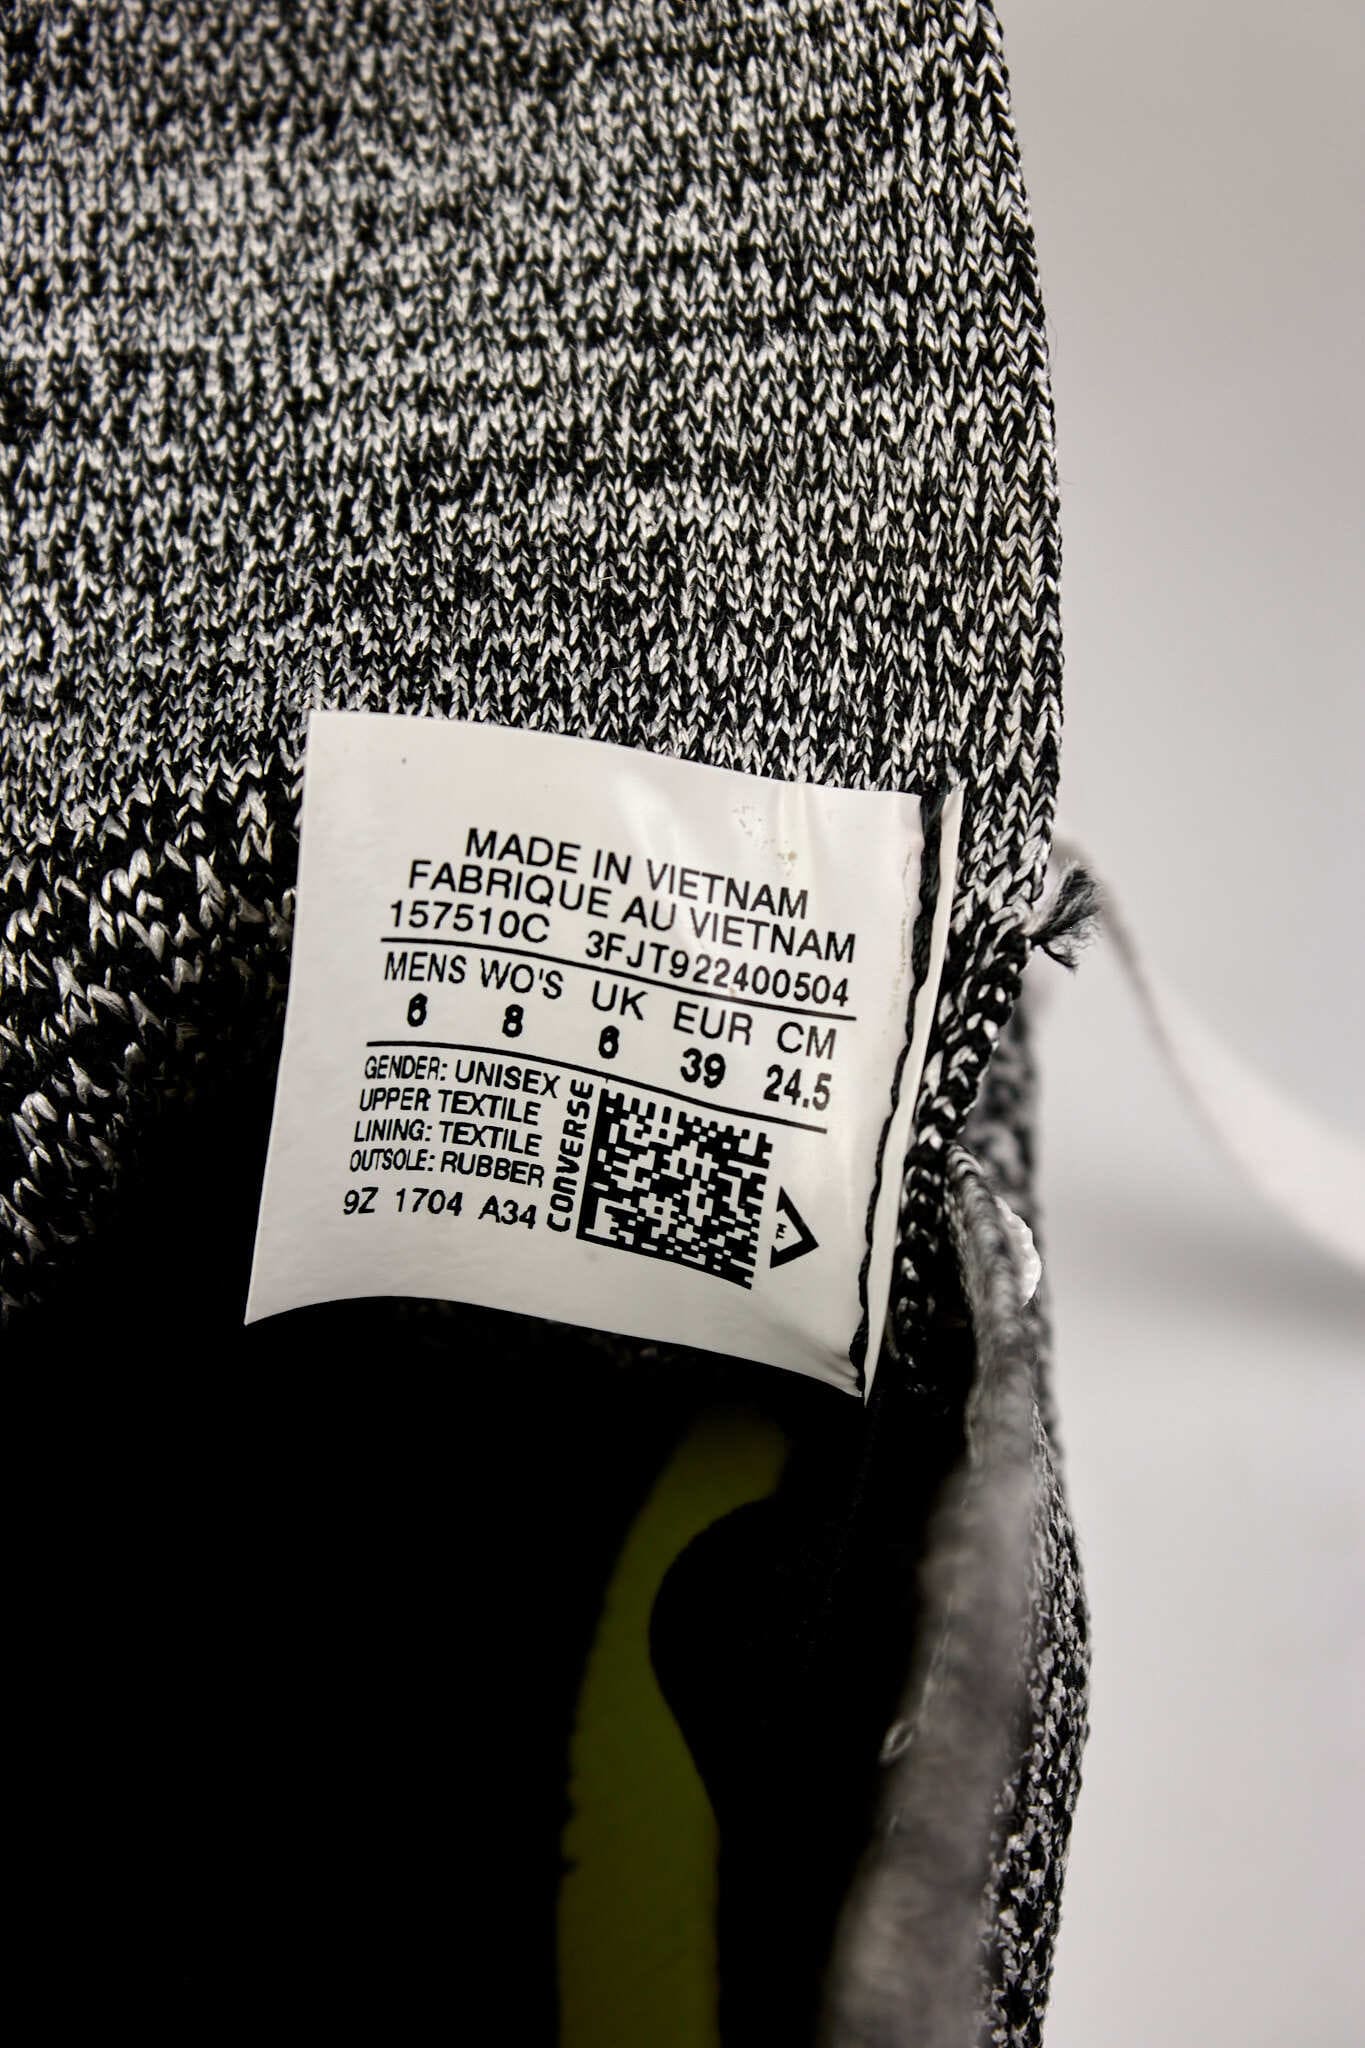 MADE IN VIETNAM
FABRIQUE AU VIETNAM
157510C 3FJT922400504
MENS WO'S UK EUR CM
6 8 6 39 24.5
GENDER: UNISEX
UPPER: TEXTILE
LINING: TEXTILE
OUTSOLE: RUBBER
9Z 1704 A34
CONVERSE
TM